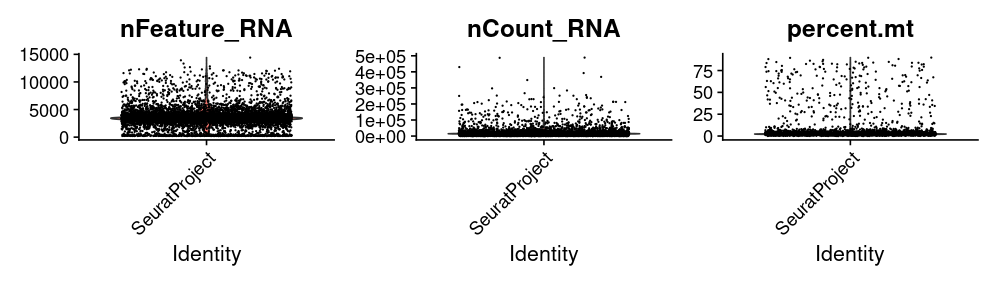 nFeature_RNA
15000
10000
5000
0
SeuratProject
Identity
nCount_RNA
5e+05
4e+05
3e+05
2e+05
1e+05
0e+00
SeuratProject
Identity
percent.mt
75
50
25
0
SeuratProject
Identity